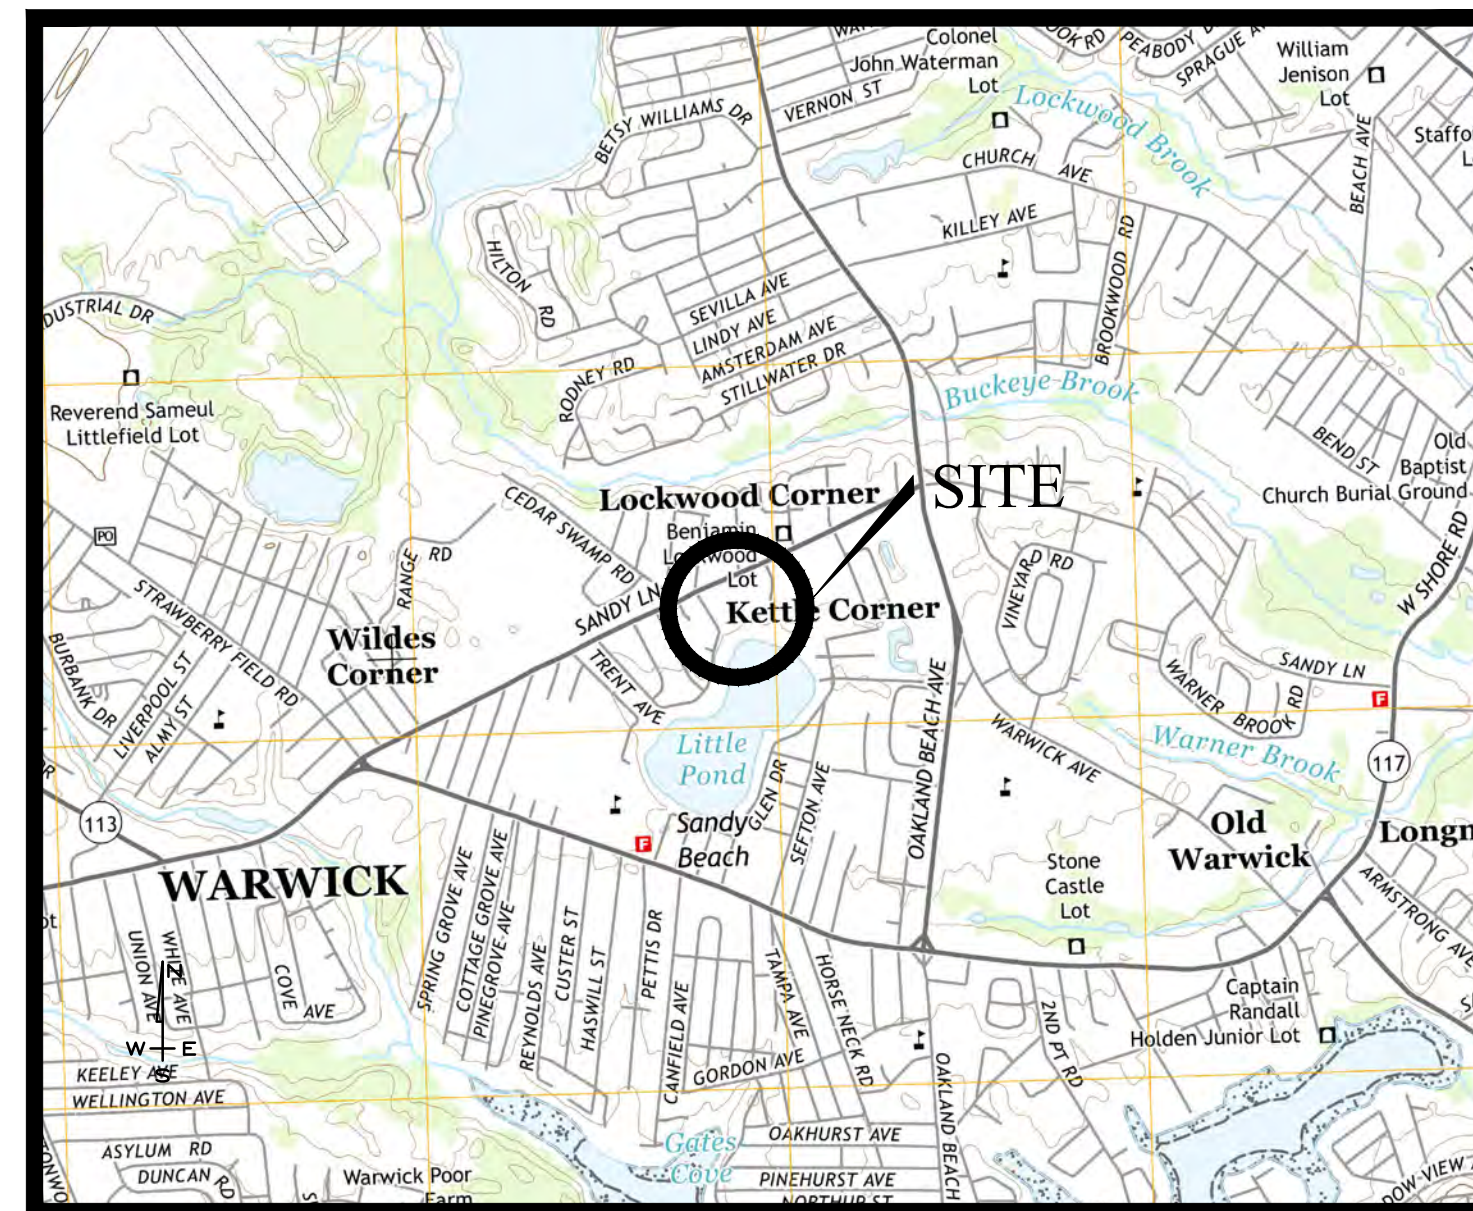 Colonel
John Waterman
Lot
PEABODY
SPRAGUE
William
Jenison
Lot
Lockwood Brook
VERNON ST
BETSY WILLIAMS DR
CHURCH AVE
BEACH AVE
KILLEY AVE
BROOKWOOD RD
HILTON RD
SEVILLA AVE
LINDY AVE
AMSTERDAM AVE
STILLWATER DR
RODNEY RD
DUSTRIAL DR
Reverend Sameul
Littlefield Lot
Buckeye Brook
BEND ST
Old
Baptist
Church Burial Ground
Lockwood Corner
SITE
Benjamin
Lockwood
Lot
CEDAR SWAMP RD
PO
RANGE RD
SANDY LN
Kettle Corner
VINEYARD RD
W SHORE RD
STRAWBERRY FIELD RD
Wildes
Corner
BURBANK DR
LIVERPOOL ST
ALMY ST
TRENT AVE
SANDY LN
WARNER BROOK RD
F
OAKLAND BEACH AVE
WARWICK AVE
Warner Brook
117
Little
Pond
GLEN DR
SEFTON AVE
113
F
Sandy
Beach
Old
Warwick
Longm
WARWICK
Stone
Castle
Lot
ARMSTRONG AVE
SPRING GROVE AVE
COTTAGE GROVE AVE
PINEGROVE AVE
REYNOLDS AVE
CUSTER ST
HASWILL ST
PETTIS DR
CANFIELD AVE
TAMPA AVE
HORSE NECK RD
UNION AVE
WHITE AVE
COVE AVE
N
W E
S
2ND PT RD
Captain
Randall
Holden Junior Lot
GORDON AVE
KEELEY AVE
WELLINGTON AVE
OAKLAND BEACH
ASYLUM RD
DUNCAN RD
Warwick Poor
Farm
Gates
Cove
OAKHURST AVE
PINEHURST AVE
DOW VIEW